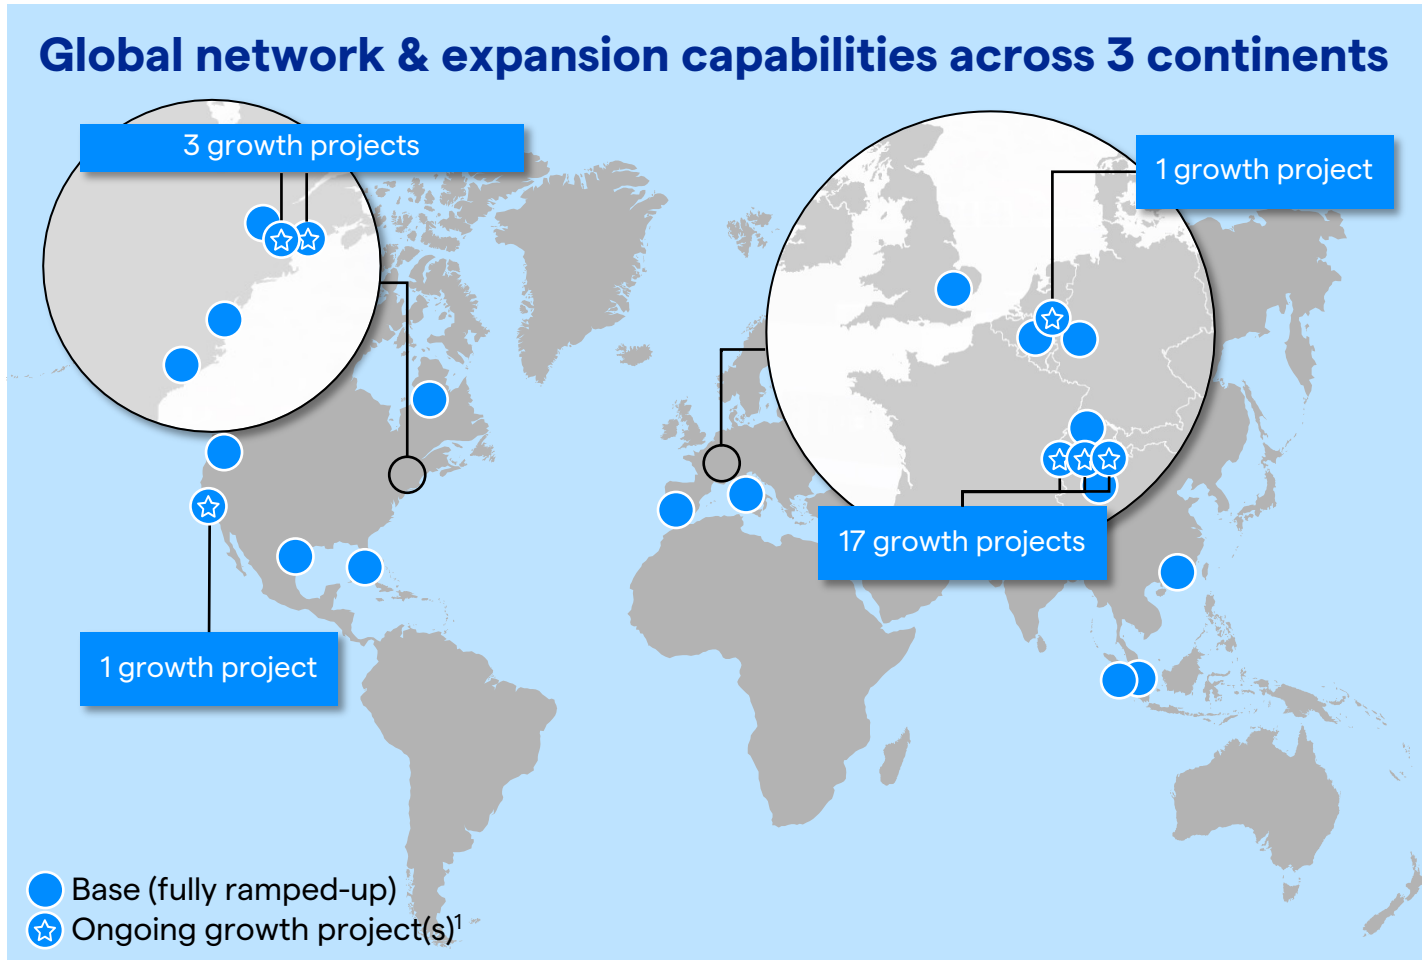 Global network & expansion capabilities across 3 continents
3 growth projects
1 growth project
17 growth projects
1 growth project
Base (fully ramped-up)
Ongoing growth project(s)¹